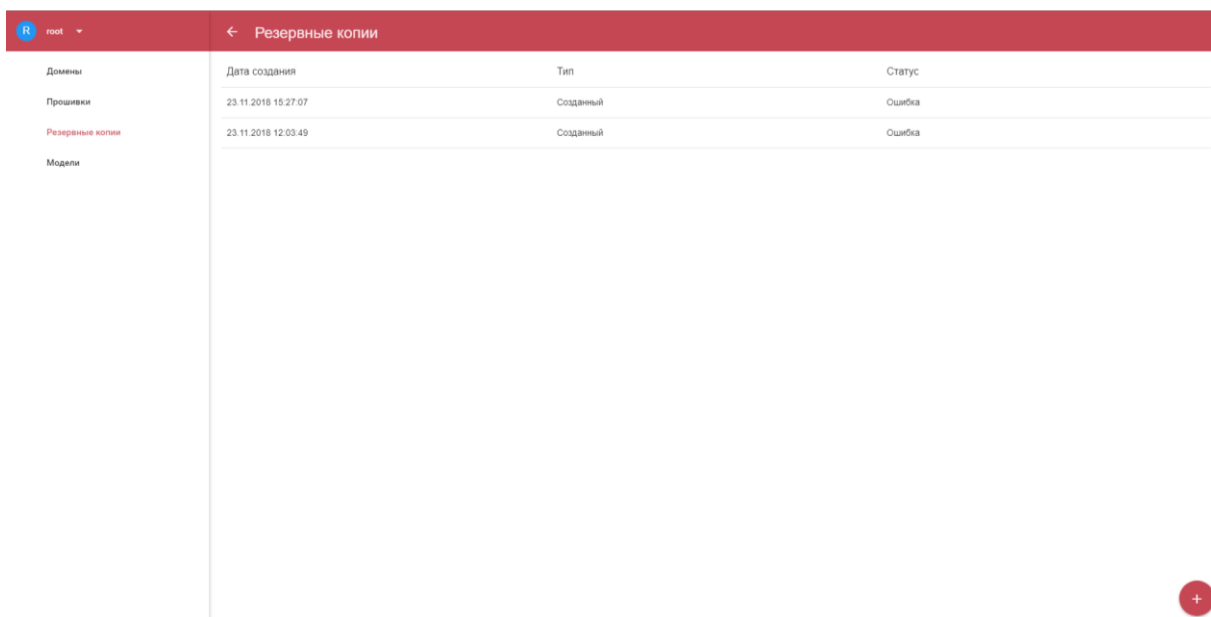 R root
← Резервные копии
Домены
Прошивки
Резервные копии
Модели
Дата создания Тип Статус
23.11.2018 15:27:07 Созданный Ошибка
23.11.2018 12:03:49 Созданный Ошибка
+